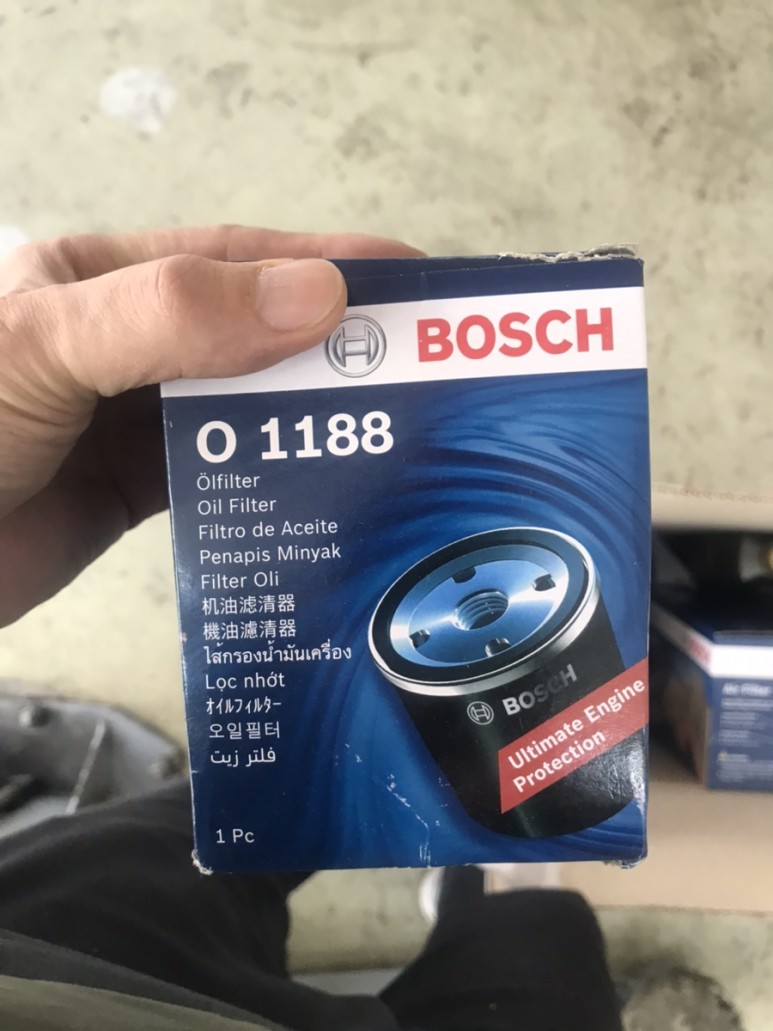 BOSCH
O 1188
Ölfilter
Oil Filter
Filtro de Aceite
Penapis Minyak
Filter Oli
机油滤清器
機油濾清器
ไส้กรองน้ำมันเครื่อง
Lọc nhớt
オイルフィルター
오일필터
فلتر زيت
1 Pc
BOSCH
Ultimate Engine
Protection